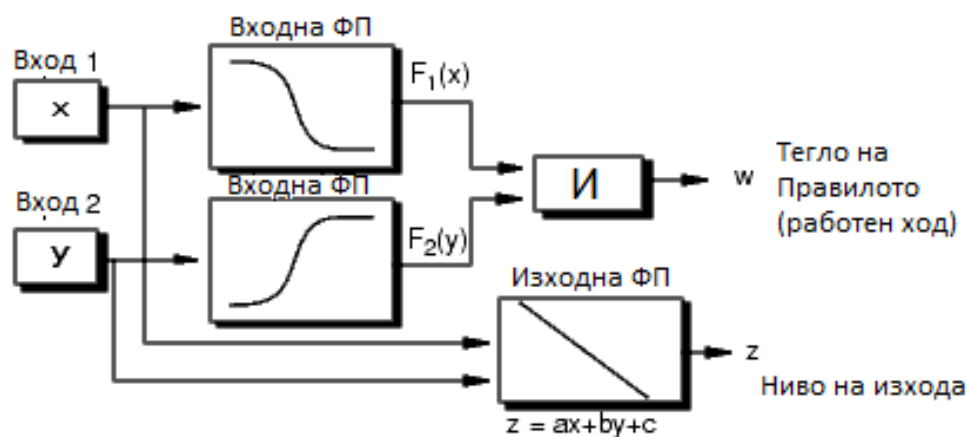 Входна ФП
Вход 1
x
F₁(x)
Входна ФП
Вход 2
У
F₂(y)
И
w
Тегло на
Правилото
(работен ход)
Изходна ФП
z
Ниво на изхода
z = ax+by+c